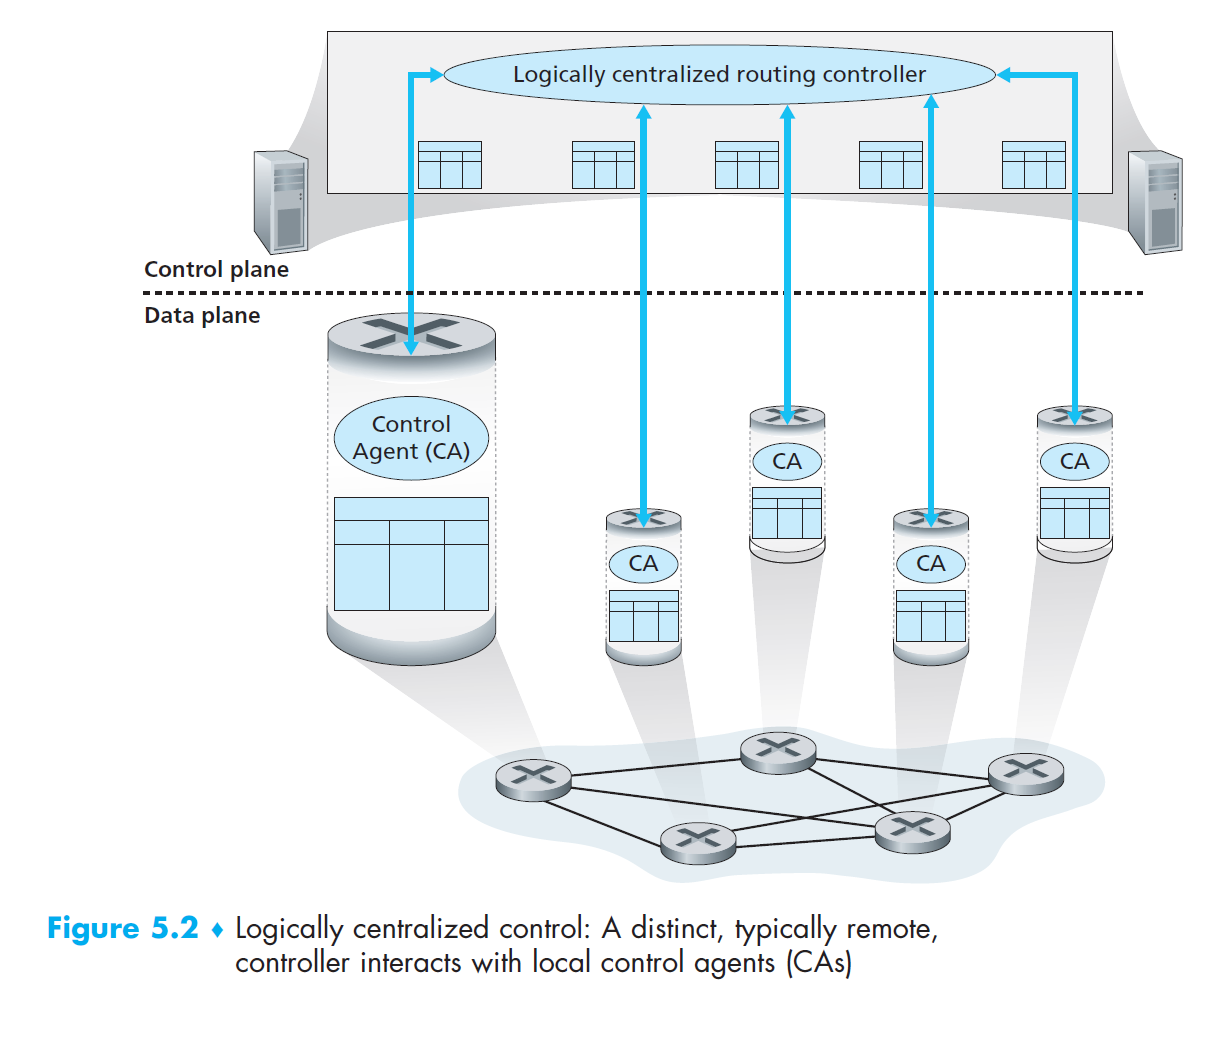 Logically centralized routing controller
Control plane
Data plane
Control
Agent (CA)
CA
CA
CA
CA
Figure 5.2 ♦ Logically centralized control: A distinct, typically remote,
controller interacts with local control agents (CAs)